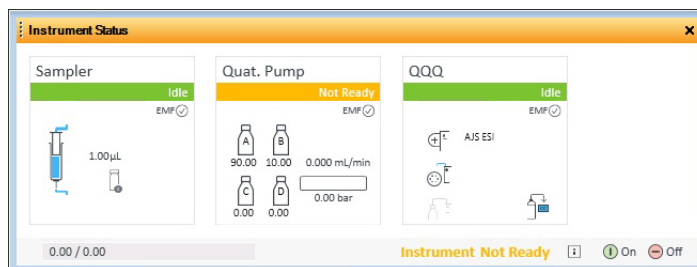 Instrument Status
Sampler
Idle
EMF
1.00µL
Quat. Pump
Not Ready
EMF
A B
90.00 10.00 0.000 mL/min
C D
0.00 0.00 0.00 bar
QQQ
Idle
EMF
AJS ESI
0.00 / 0.00
Instrument Not Ready
i
On
Off